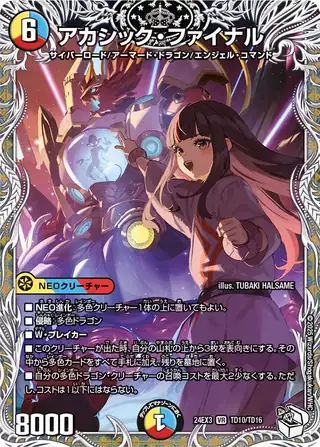 6
アカシック・ファイナル
サイバーロード/アーマード・ドラゴン/エンジェル・コマンド
illus. TUBAKI HALSAME
NEOクリーチャー
■NEO進化:多色クリーチャー1体の上に置いてもよい。
■侵略:多色ドラゴン
■W・ブレイカー
■このクリーチャーが出た時、自分の山札の上から3枚を表向きにする。その中から多色カードをすべて手札に加え、残りを墓地に置く。
■自分の多色ドラゴン・クリーチャーの召喚コストを最大2少なくする。ただし、コストは1以下にはならない。
8000
1
24EX3 VR TD10/TD16